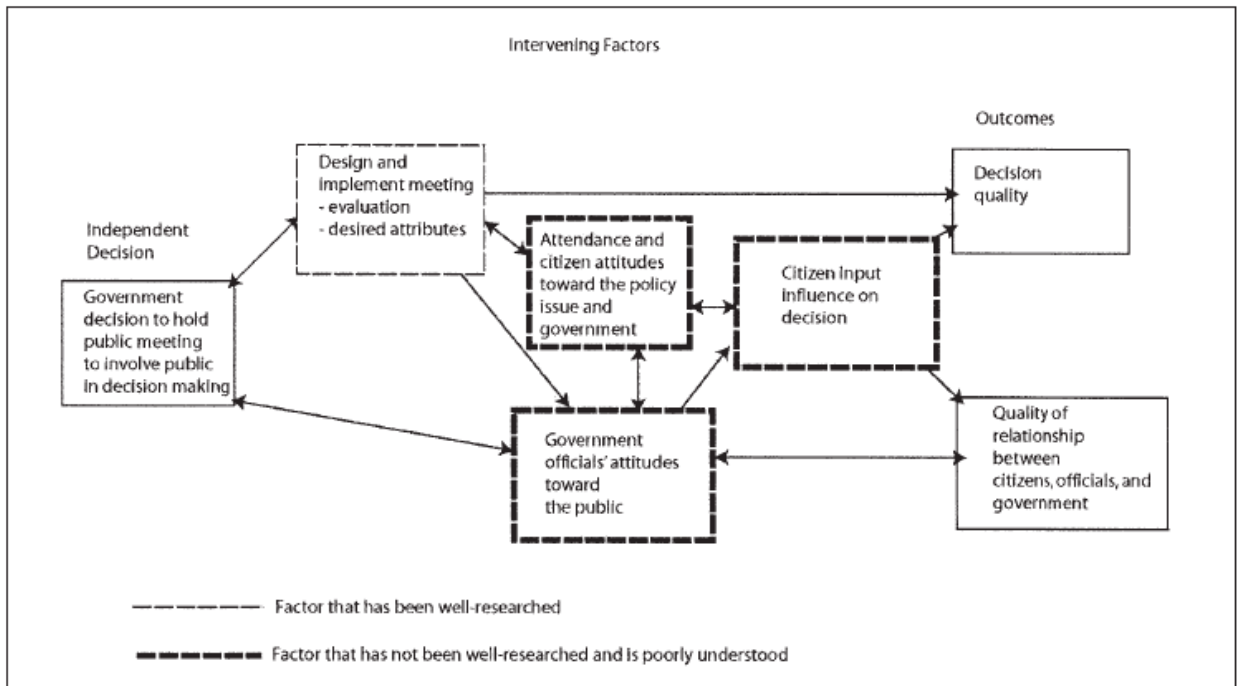 Intervening Factors
Outcomes
Design and
implement meeting
- evaluation
- desired attributes
Decision
quality
Independent
Decision
Attendance and
citizen attitudes
toward the policy
issue and
government
Citizen input
influence on
decision
Government
decision to hold
public meeting
to involve public
in decision making
Government
officials' attitudes
toward
the public
Quality of
relationship
between
citizens, officials, and
government
Factor that has been well-researched
Factor that has not been well-researched and is poorly understood